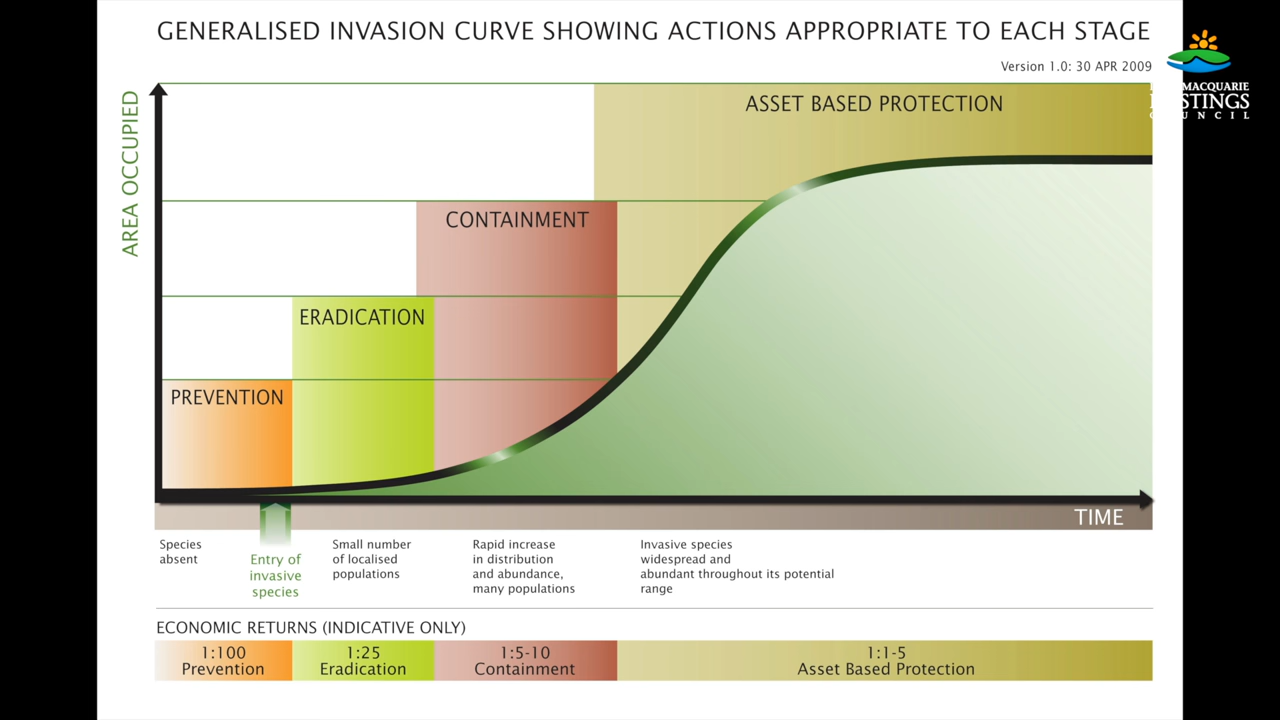 GENERALISED INVASION CURVE SHOWING ACTIONS APPROPRIATE TO EACH STAGE
Version 1.0: 30 APR 2009
MACQUARIE
COUNCIL
AREA OCCUPIED
ASSET BASED PROTECTION
CONTAINMENT
ERADICATION
PREVENTION
TIME
Species
absent
Entry of
invasive
species
Small number
of localised
populations
Rapid increase
in distribution
and abundance,
many populations
Invasive species
widespread and
abundant throughout its potential
range
ECONOMIC RETURNS (INDICATIVE ONLY)
1:100
Prevention
1:25
Eradication
1:5-10
Containment
1:1-5
Asset Based Protection